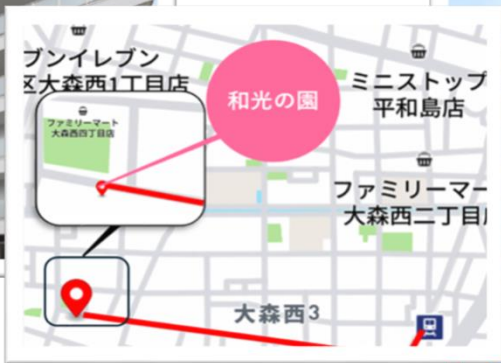 ブンイレブン
区大森西1丁目店
和光の園
ミニストップ
平和島店
ファミリーマート
大森西四丁目店
ファミリーマー
大森西二丁目
大森西3